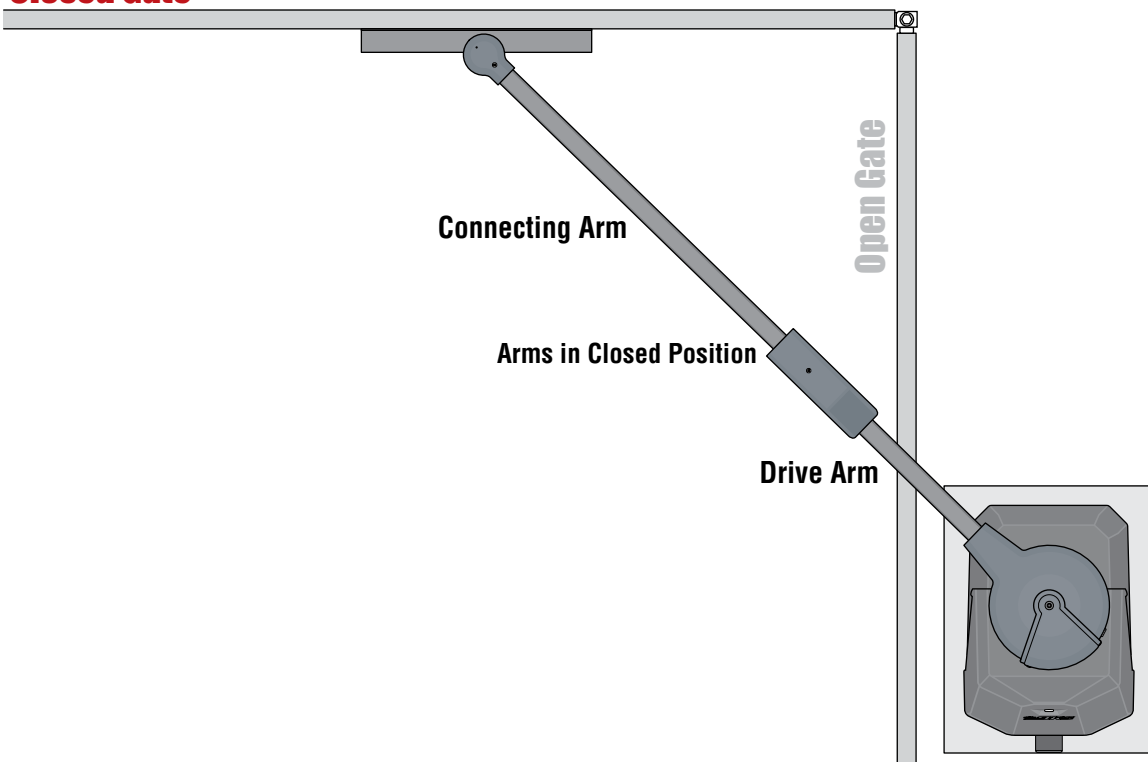 Closed Gate
Open Gate
Connecting Arm
Arms in Closed Position
Drive Arm